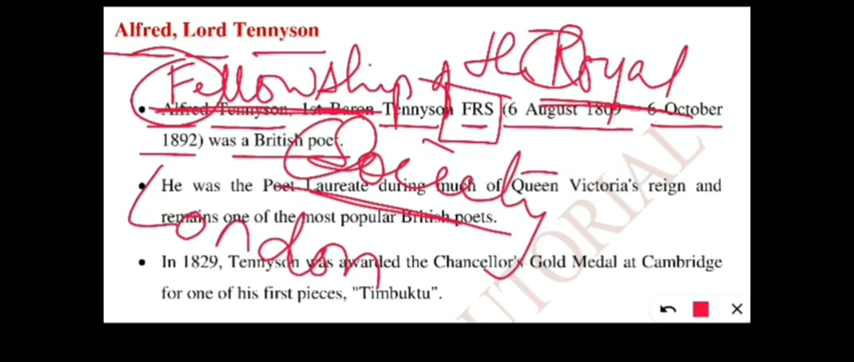 Alfred, Lord Tennyson
Fellowship of the Royal
• Alfred Tennyson, 1st Baron Tennyson FRS (6 August 1809 – 6 October
1892) was a British poet.
Society
• He was the Poet Laureate during much of Queen Victoria's reign and
remains one of the most popular British poets.
London
• In 1829, Tennyson was awarded the Chancellor's Gold Medal at Cambridge
for one of his first pieces, "Timbuktu".
UTORIAL